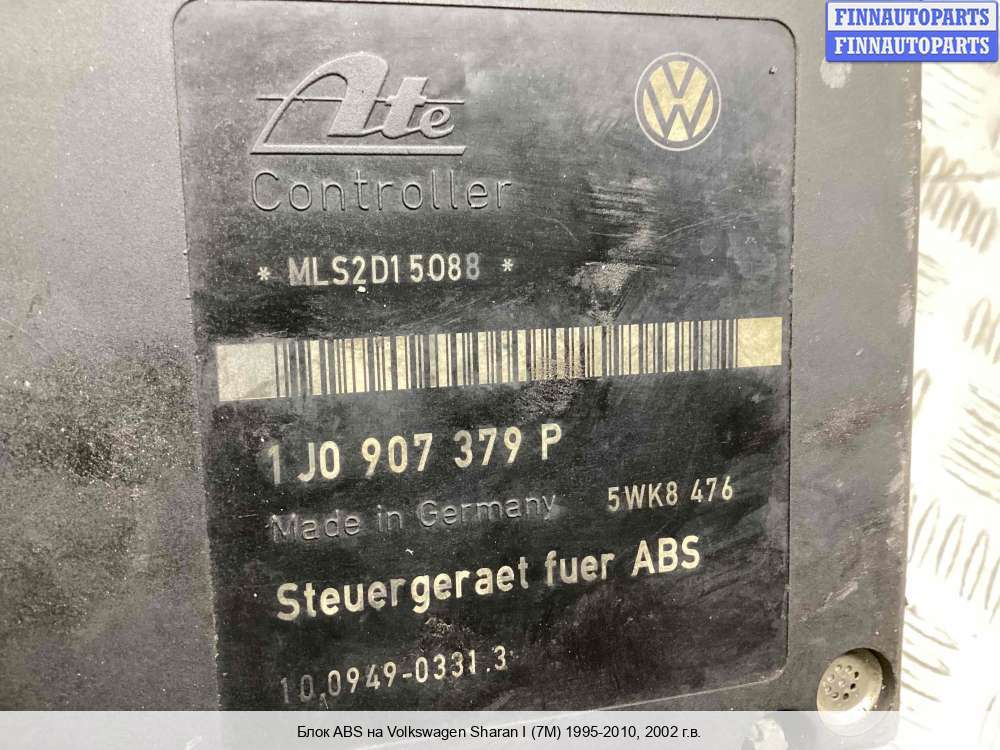 FINNAUTOPARTS
FINNAUTOPARTS
Ate
VW
Controller
* MLS2D15088 *
1J0 907 379 P
Made in Germany 5WK8 476
Steuergeraet fuer ABS
10.0949-0331.3
Блок ABS на Volkswagen Sharan I (7M) 1995-2010, 2002 г.в.